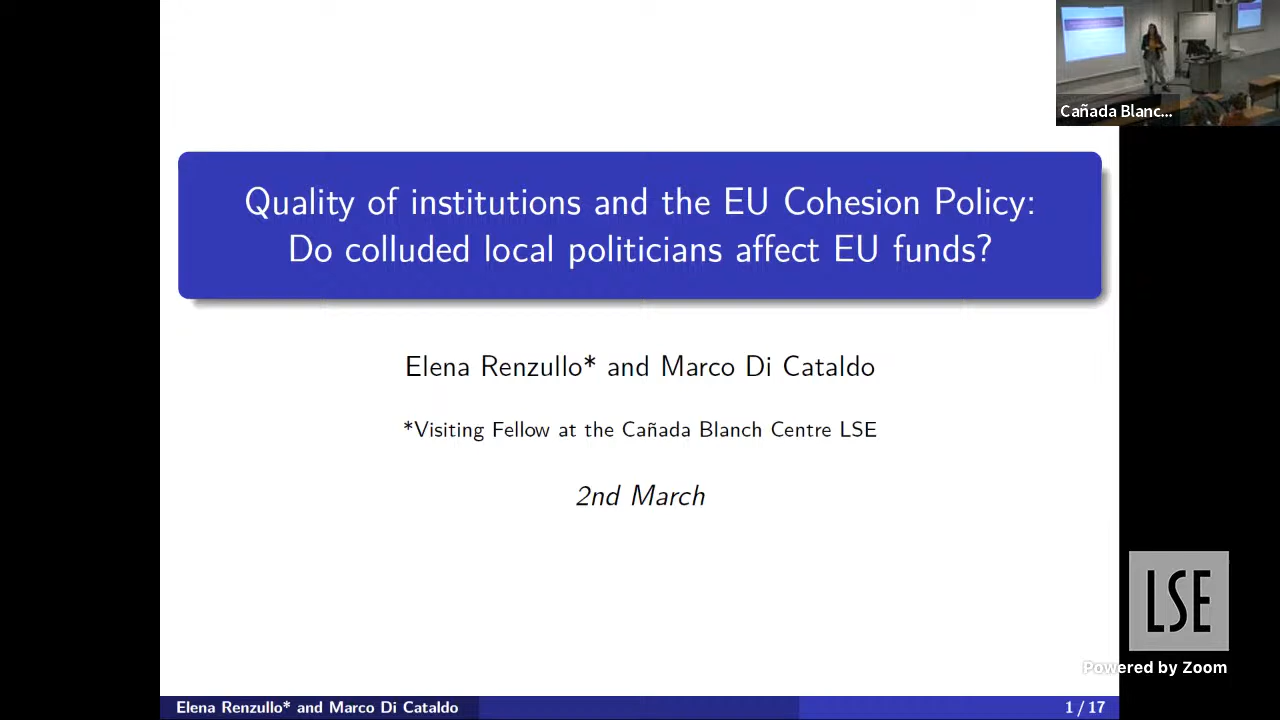 Cañada Blanc...
Quality of institutions and the EU Cohesion Policy:
Do colluded local politicians affect EU funds?
Elena Renzullo* and Marco Di Cataldo
*Visiting Fellow at the Cañada Blanch Centre LSE
2nd March
LSE
Powered by Zoom
Elena Renzullo* and Marco Di Cataldo
1 / 17